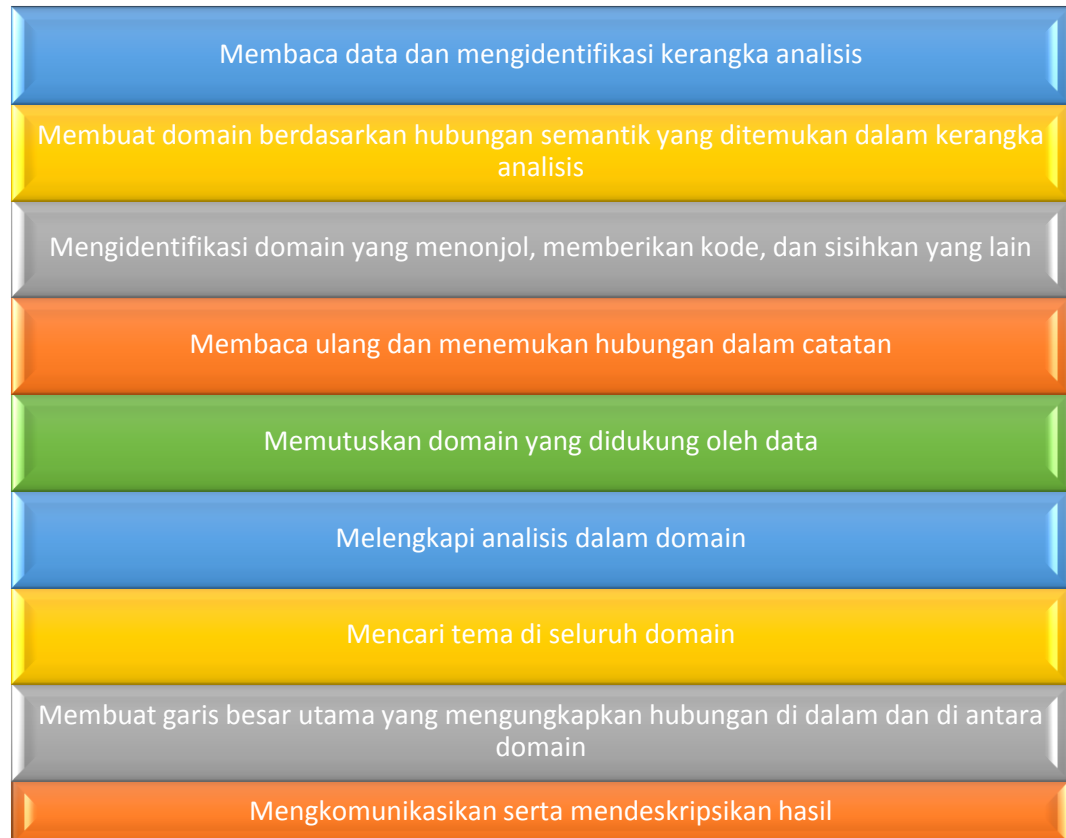 Membaca data dan mengidentifikasi kerangka analisis
Membuat domain berdasarkan hubungan semantik yang ditemukan dalam kerangka
analisis
Mengidentifikasi domain yang menonjol, memberikan kode, dan sisihkan yang lain
Membaca ulang dan menemukan hubungan dalam catatan
Memutuskan domain yang didukung oleh data
Melengkapi analisis dalam domain
Mencari tema di seluruh domain
Membuat garis besar utama yang mengungkapkan hubungan di dalam dan di antara
domain
Mengkomunikasikan serta mendeskripsikan hasil